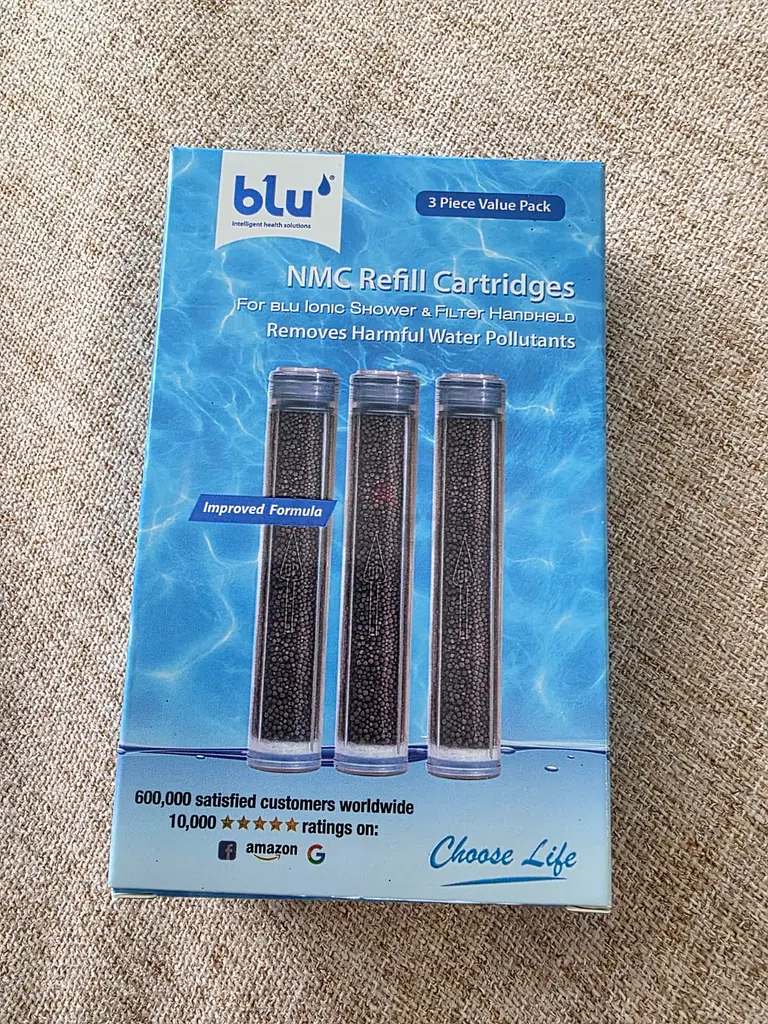 blu®
Intelligent health solutions
3 Piece Value Pack
NMC Refill Cartridges
For blu Ionic Shower & Filter Handheld
Removes Harmful Water Pollutants
Improved Formula
600,000 satisfied customers worldwide
10,000 ★★★★★ ratings on:
f amazon G
Choose Life